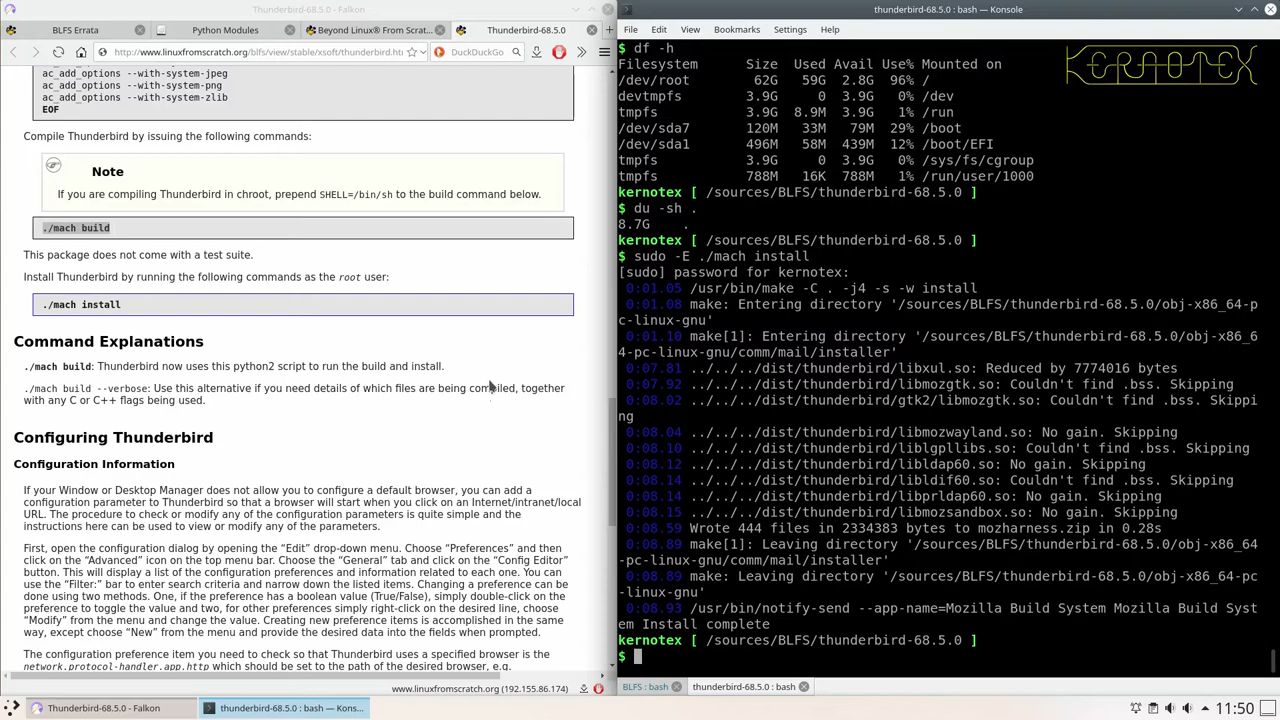 Thunderbird-68.5.0 - Falkon
BLFS Errata
Python Modules
Beyond Linux® From Scrat...
Thunderbird-68.5.0
http://www.linuxfromscratch.org/blfs/view/stable/xsoft/thunderbird.ht
DuckDuckGo
ac_add_options --with-system-jpeg
ac_add_options --with-system-png
ac_add_options --with-system-zlib
EOF
Compile Thunderbird by issuing the following commands:
Note
If you are compiling Thunderbird in chroot, prepend SHELL=/bin/sh to the build command below.
./mach build
This package does not come with a test suite.
Install Thunderbird by running the following commands as the root user:
./mach install
Command Explanations
./mach build: Thunderbird now uses this python2 script to run the build and install.
./mach build --verbose: Use this alternative if you need details of which files are being compiled, together
with any C or C++ flags being used.
Configuring Thunderbird
Configuration Information
If your Window or Desktop Manager does not allow you to configure a default browser, you can add a
configuration parameter to Thunderbird so that a browser will start when you click on an Internet/intranet/local
URL. The procedure to check or modify any of the configuration parameters is quite simple and the
instructions here can be used to view or modify any of the parameters.
First, open the configuration dialog by opening the “Edit” drop-down menu. Choose “Preferences” and then
click on the “Advanced” icon on the top menu bar. Choose the “General” tab and click on the “Config Editor”
button. This will display a list of the configuration preferences and information related to each one. You can
use the “Filter:” bar to enter search criteria and narrow down the listed items. Changing a preference can be
done using two methods. One, if the preference has a boolean value (True/False), simply double-click on the
preference to toggle the value and two, for other preferences simply right-click on the desired line, choose
“Modify” from the menu and change the value. Creating new preference items is accomplished in the same
way, except choose “New” from the menu and provide the desired data into the fields when prompted.
The configuration preference item you need to check so that Thunderbird uses a specified browser is the
network.protocol-handler.app.http which should be set to the path of the desired browser, e.g.
www.linuxfromscratch.org (192.155.86.174)
thunderbird-68.5.0 : bash — Konsole
File Edit View Bookmarks Settings Help
KERNOTEX
$ df -h
Filesystem Size Used Avail Use% Mounted on
/dev/root 62G 59G 2.8G 96% /
devtmpfs 3.9G 0 3.9G 0% /dev
tmpfs 3.9G 8.9M 3.9G 1% /run
/dev/sda7 120M 33M 79M 29% /boot
/dev/sda1 496M 58M 439M 12% /boot/EFI
tmpfs 3.9G 0 3.9G 0% /sys/fs/cgroup
tmpfs 788M 16K 788M 1% /run/user/1000
kernotex [ /sources/BLFS/thunderbird-68.5.0 ]
$ du -sh .
8.7G .
kernotex [ /sources/BLFS/thunderbird-68.5.0 ]
$ sudo -E ./mach install
[sudo] password for kernotex:
0:01.05 /usr/bin/make -C . -j4 -s -w install
0:01.08 make: Entering directory '/sources/BLFS/thunderbird-68.5.0/obj-x86_64-p
c-linux-gnu'
0:01.10 make[1]: Entering directory '/sources/BLFS/thunderbird-68.5.0/obj-x86_6
4-pc-linux-gnu/comm/mail/installer'
0:07.81 ../../../dist/thunderbird/libxul.so: Reduced by 7774016 bytes
0:07.92 ../../../dist/thunderbird/libmozgtk.so: Couldn't find .bss. Skipping
0:08.02 ../../../dist/thunderbird/gtk2/libmozgtk.so: Couldn't find .bss. Skippi
ng
0:08.04 ../../../dist/thunderbird/libmozwayland.so: No gain. Skipping
0:08.10 ../../../dist/thunderbird/liblgpllibs.so: Couldn't find .bss. Skipping
0:08.12 ../../../dist/thunderbird/libldap60.so: No gain. Skipping
0:08.14 ../../../dist/thunderbird/libldif60.so: Couldn't find .bss. Skipping
0:08.14 ../../../dist/thunderbird/libprldap60.so: No gain. Skipping
0:08.15 ../../../dist/thunderbird/libmozsandbox.so: No gain. Skipping
0:08.59 Wrote 444 files in 2334383 bytes to mozharness.zip in 0.28s
0:08.89 make[1]: Leaving directory '/sources/BLFS/thunderbird-68.5.0/obj-x86_64
-pc-linux-gnu/comm/mail/installer'
0:08.89 make: Leaving directory '/sources/BLFS/thunderbird-68.5.0/obj-x86_64-pc
-linux-gnu'
0:08.93 /usr/bin/notify-send --app-name=Mozilla Build System Mozilla Build Syst
em Install complete
kernotex [ /sources/BLFS/thunderbird-68.5.0 ]
$
BLFS : bash
thunderbird-68.5.0 : bash
Thunderbird-68.5.0 - Falkon
thunderbird-68.5.0 : bash — Kons...
11:50